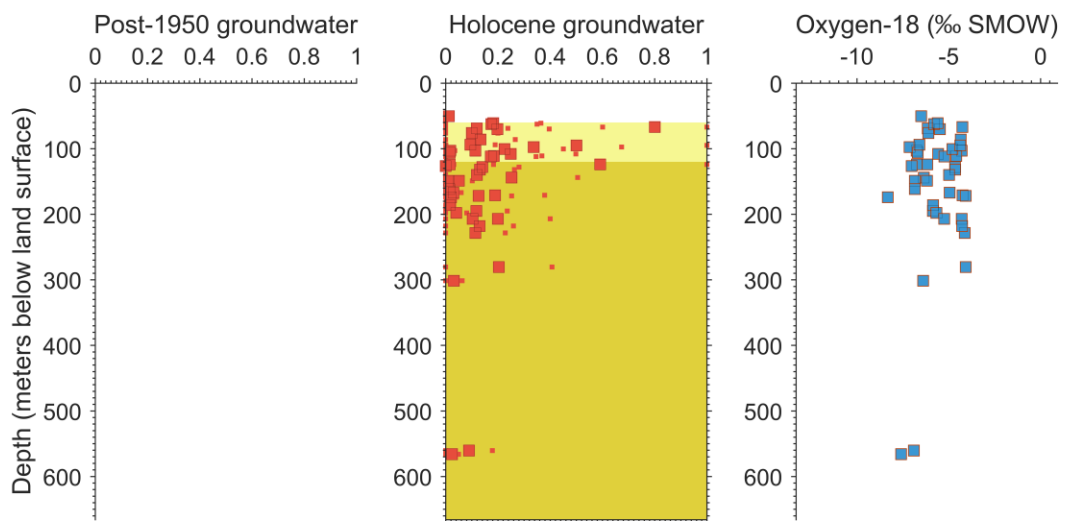 Post-1950 groundwater Holocene groundwater Oxygen-18 (‰ SMOW)
0 0.2 0.4 0.6 0.8 1 0 0.2 0.4 0.6 0.8 1 -10 -5 0
Depth (meters below land surface)
0 0 0
100 100 100
200 200 200
300 300 300
400 400 400
500 500 500
600 600 600